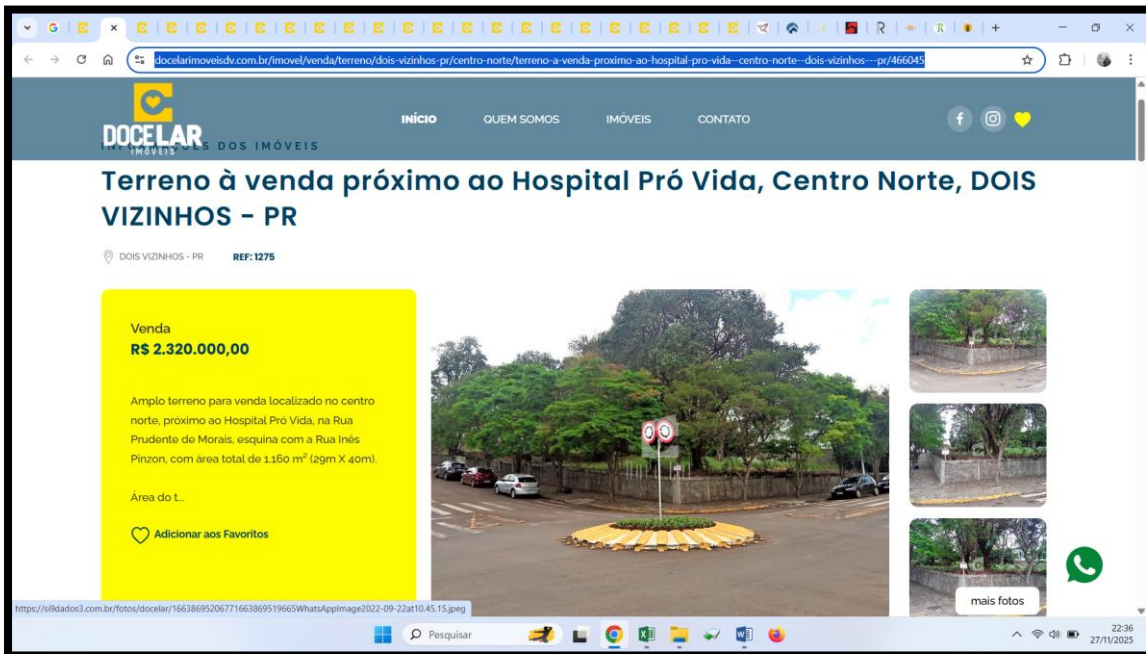 docelarimoveisdv.com.br/imovel/venda/terreno/dois-vizinhos-pr/centro-norte/terreno-a-venda-proximo-ao-hospital-pro-vida--centro-norte--dois-vizinhos---pr/466045
DOCELAR
IMÓVEIS
INÍCIO
QUEM SOMOS
IMÓVEIS
CONTATO
INFORMAÇÕES DOS IMÓVEIS
Terreno à venda próximo ao Hospital Pró Vida, Centro Norte, DOIS
VIZINHOS - PR
DOIS VIZINHOS - PR
REF: 1275
Venda
R$ 2.320.000,00
Amplo terreno para venda localizado no centro
norte, próximo ao Hospital Pró Vida, na Rua
Prudente de Morais, esquina com a Rua Inês
Pinzon, com área total de 1.160 m² (29m X 40m).
Área do t...
Adicionar aos Favoritos
mais fotos
https://si9dados3.com.br/fotos/docelar/16638695206771663869519665WhatsAppImage2022-09-22at10.45.15.jpeg
Pesquisar
22:36
27/11/2025